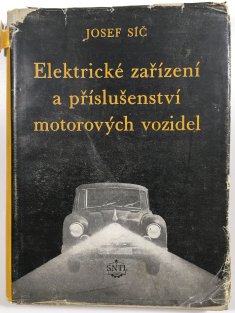 JOSEF SÍČ
Elektrické zařízení
a příslušenství
motorových vozidel
SNTL